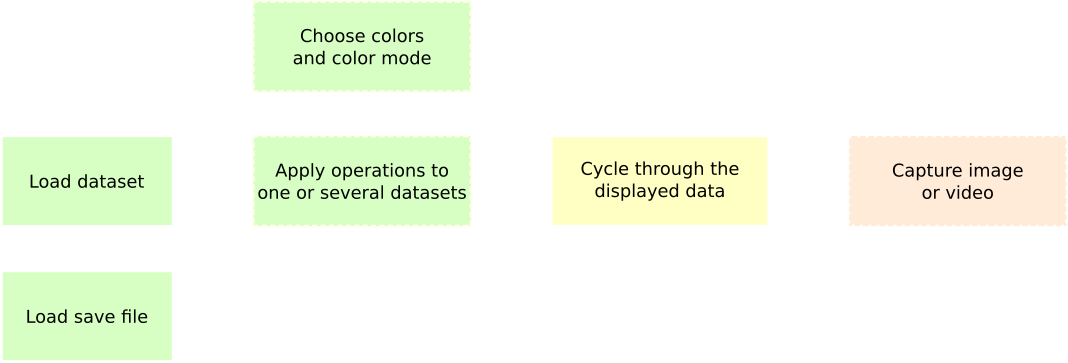 Choose colors
and color mode
Load dataset
Apply operations to
one or several datasets
Cycle through the
displayed data
Capture image
or video
Load save file